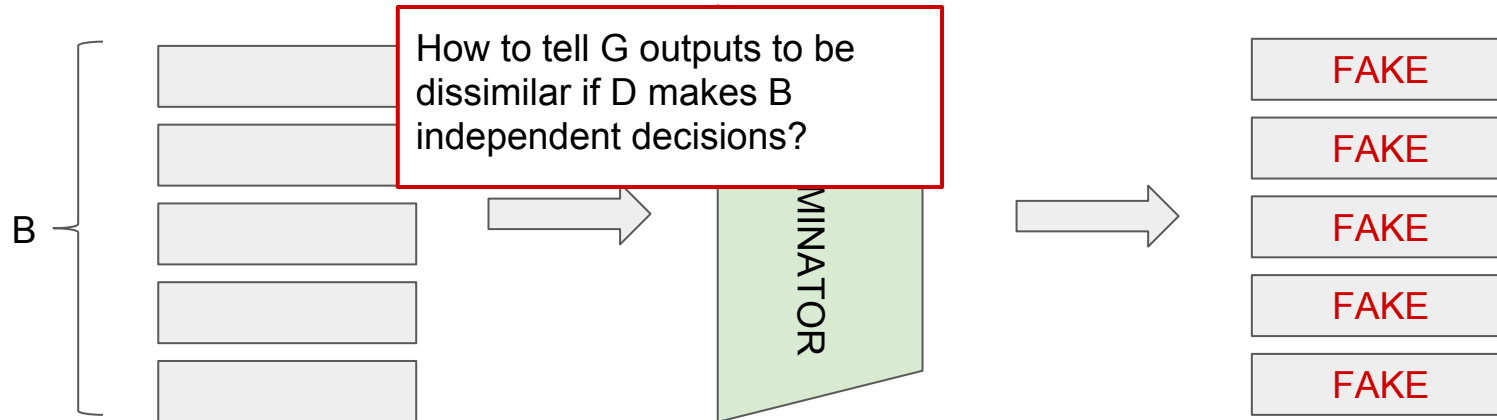 How to tell G outputs to be
dissimilar if D makes B
independent decisions?
B
MINATOR
FAKE
FAKE
FAKE
FAKE
FAKE